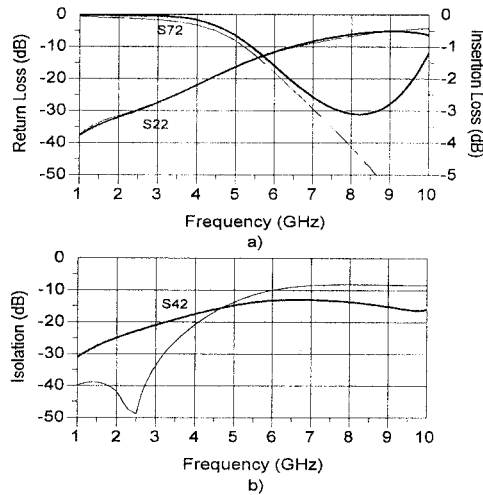 0
-10
-20
-30
-40
-50
Return Loss (dB)
S72
S22
0
-1
-2
-3
-4
-5
Insertion Loss
(dB)
1 2 3 4 5 6 7 8 9 10
Frequency (GHz)
a)
0
-10
-20
-30
-40
-50
Isolation (dB)
S42
1 2 3 4 5 6 7 8 9 10
Frequency (GHz)
b)